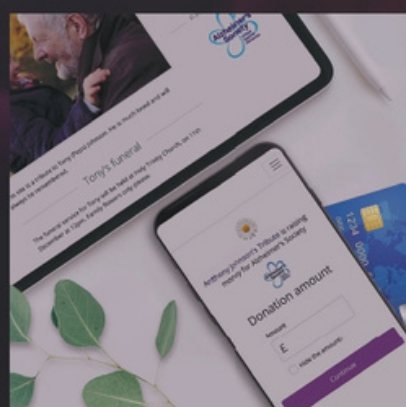 Alzheimer's
Society
this site is a tribute to Tony (Pops) Johnson. He is much loved and will
always be remembered.
Tony's funeral
The funeral service for Tony will be held at Holy Trinity Church, on 11th
December at 12pm. Family flowers only please.
Anthony Johnson's Tribute is raising
money for Alzheimer's Society
Donation amount
Amount
£
Hide the amount
Continue
1234
0000